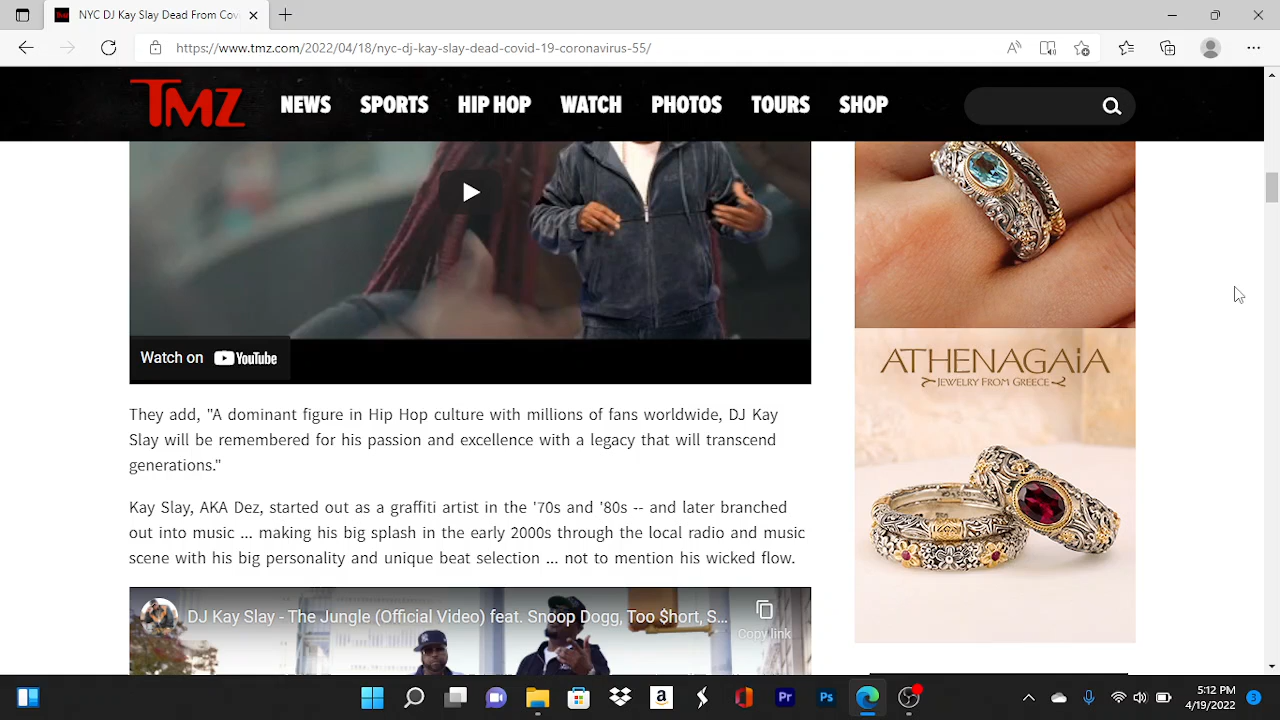 NYC DJ Kay Slay Dead From Cov
https://www.tmz.com/2022/04/18/nyc-dj-kay-slay-dead-covid-19-coronavirus-55/
TMZ NEWS SPORTS HIP HOP WATCH PHOTOS TOURS SHOP
Watch on YouTube
They add, "A dominant figure in Hip Hop culture with millions of fans worldwide, DJ Kay
Slay will be remembered for his passion and excellence with a legacy that will transcend
generations."
Kay Slay, AKA Dez, started out as a graffiti artist in the '70s and '80s -- and later branched
out into music ... making his big splash in the early 2000s through the local radio and music
scene with his big personality and unique beat selection ... not to mention his wicked flow.
DJ Kay Slay - The Jungle (Official Video) feat. Snoop Dogg, Too $hort, S...
Copy link
ATHENAGAIA
JEWELRY FROM GREECE
Pr
Ps
5:12 PM
4/19/2022
3